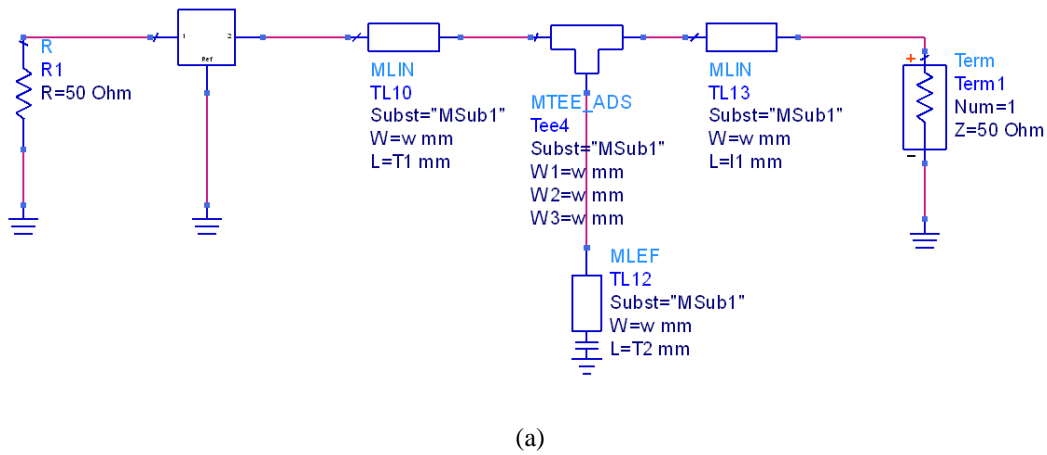 R
R1
R=50 Ohm
1
2
Ref
MLIN
TL10
Subst="MSub1"
W=w mm
L=T1 mm
MTEE_ADS
Tee4
Subst="MSub1"
W1=w mm
W2=w mm
W3=w mm
MLIN
TL13
Subst="MSub1"
W=w mm
L=l1 mm
+
Term
Term1
Num=1
Z=50 Ohm
-
MLEF
TL12
Subst="MSub1"
W=w mm
L=T2 mm
(a)